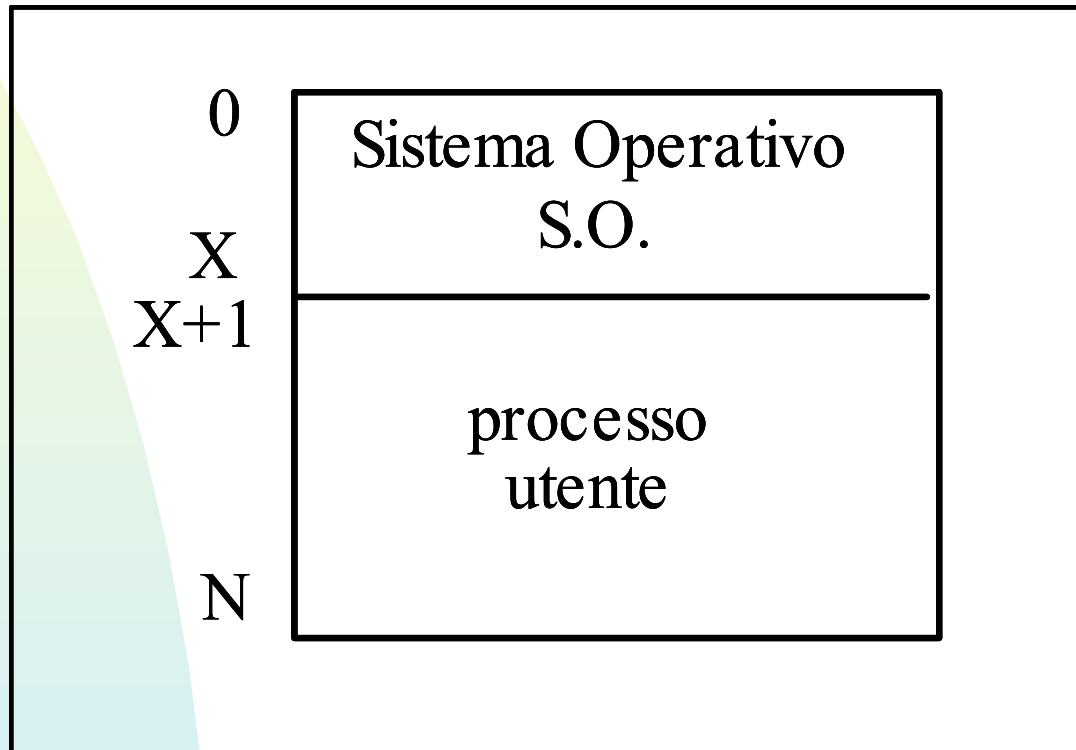 0
Sistema Operativo
S.O.
X
X+1
processo
utente
N